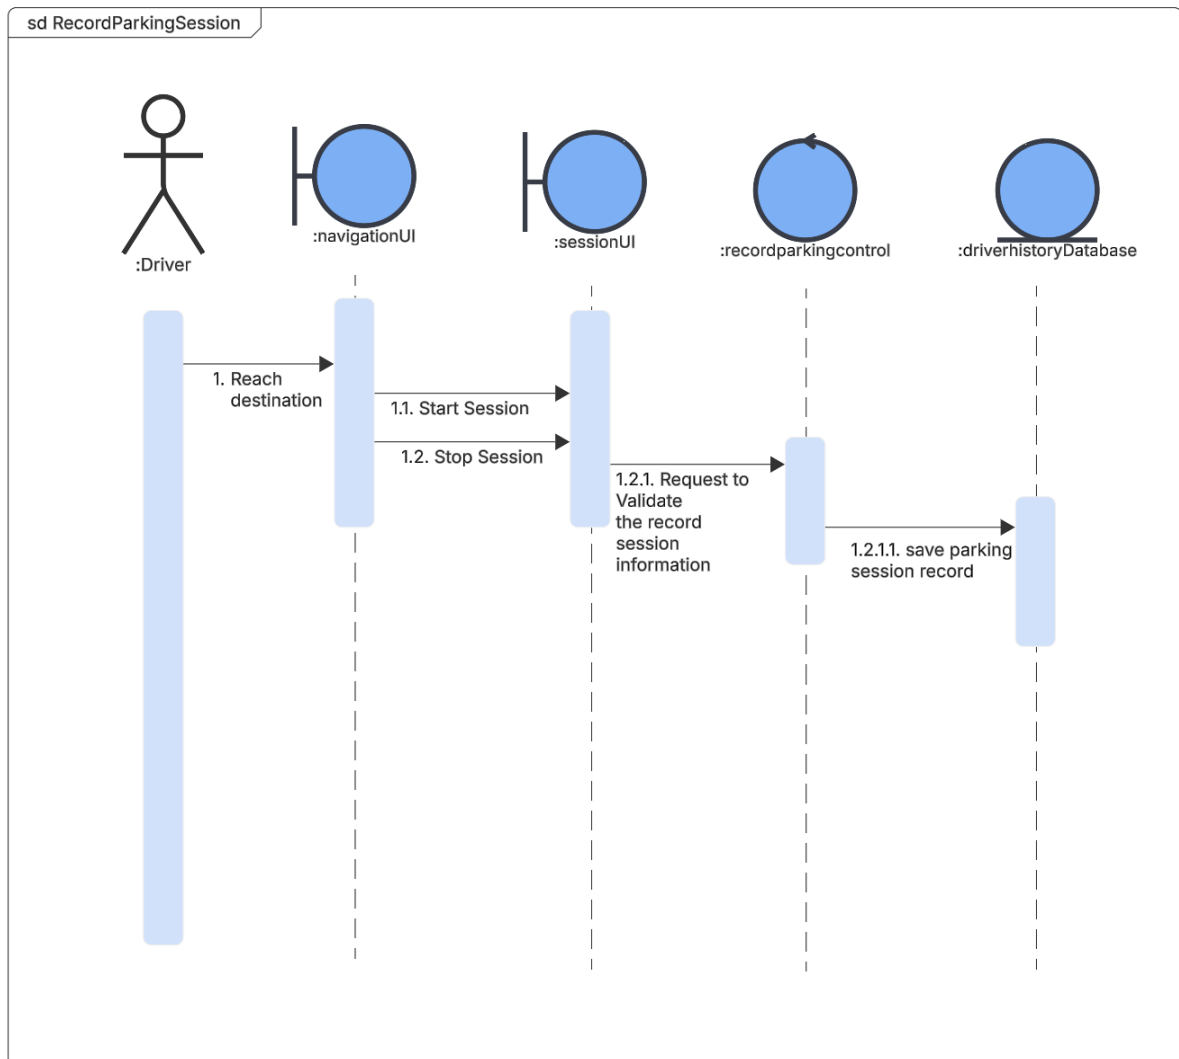 sd RecordParkingSession
:Driver
:navigationUI
:sessionUI
:recordparkingcontrol
:driverhistoryDatabase
1. Reach
destination
1.1. Start Session
1.2. Stop Session
1.2.1. Request to
Validate
the record
session
information
1.2.1.1. save parking
session record